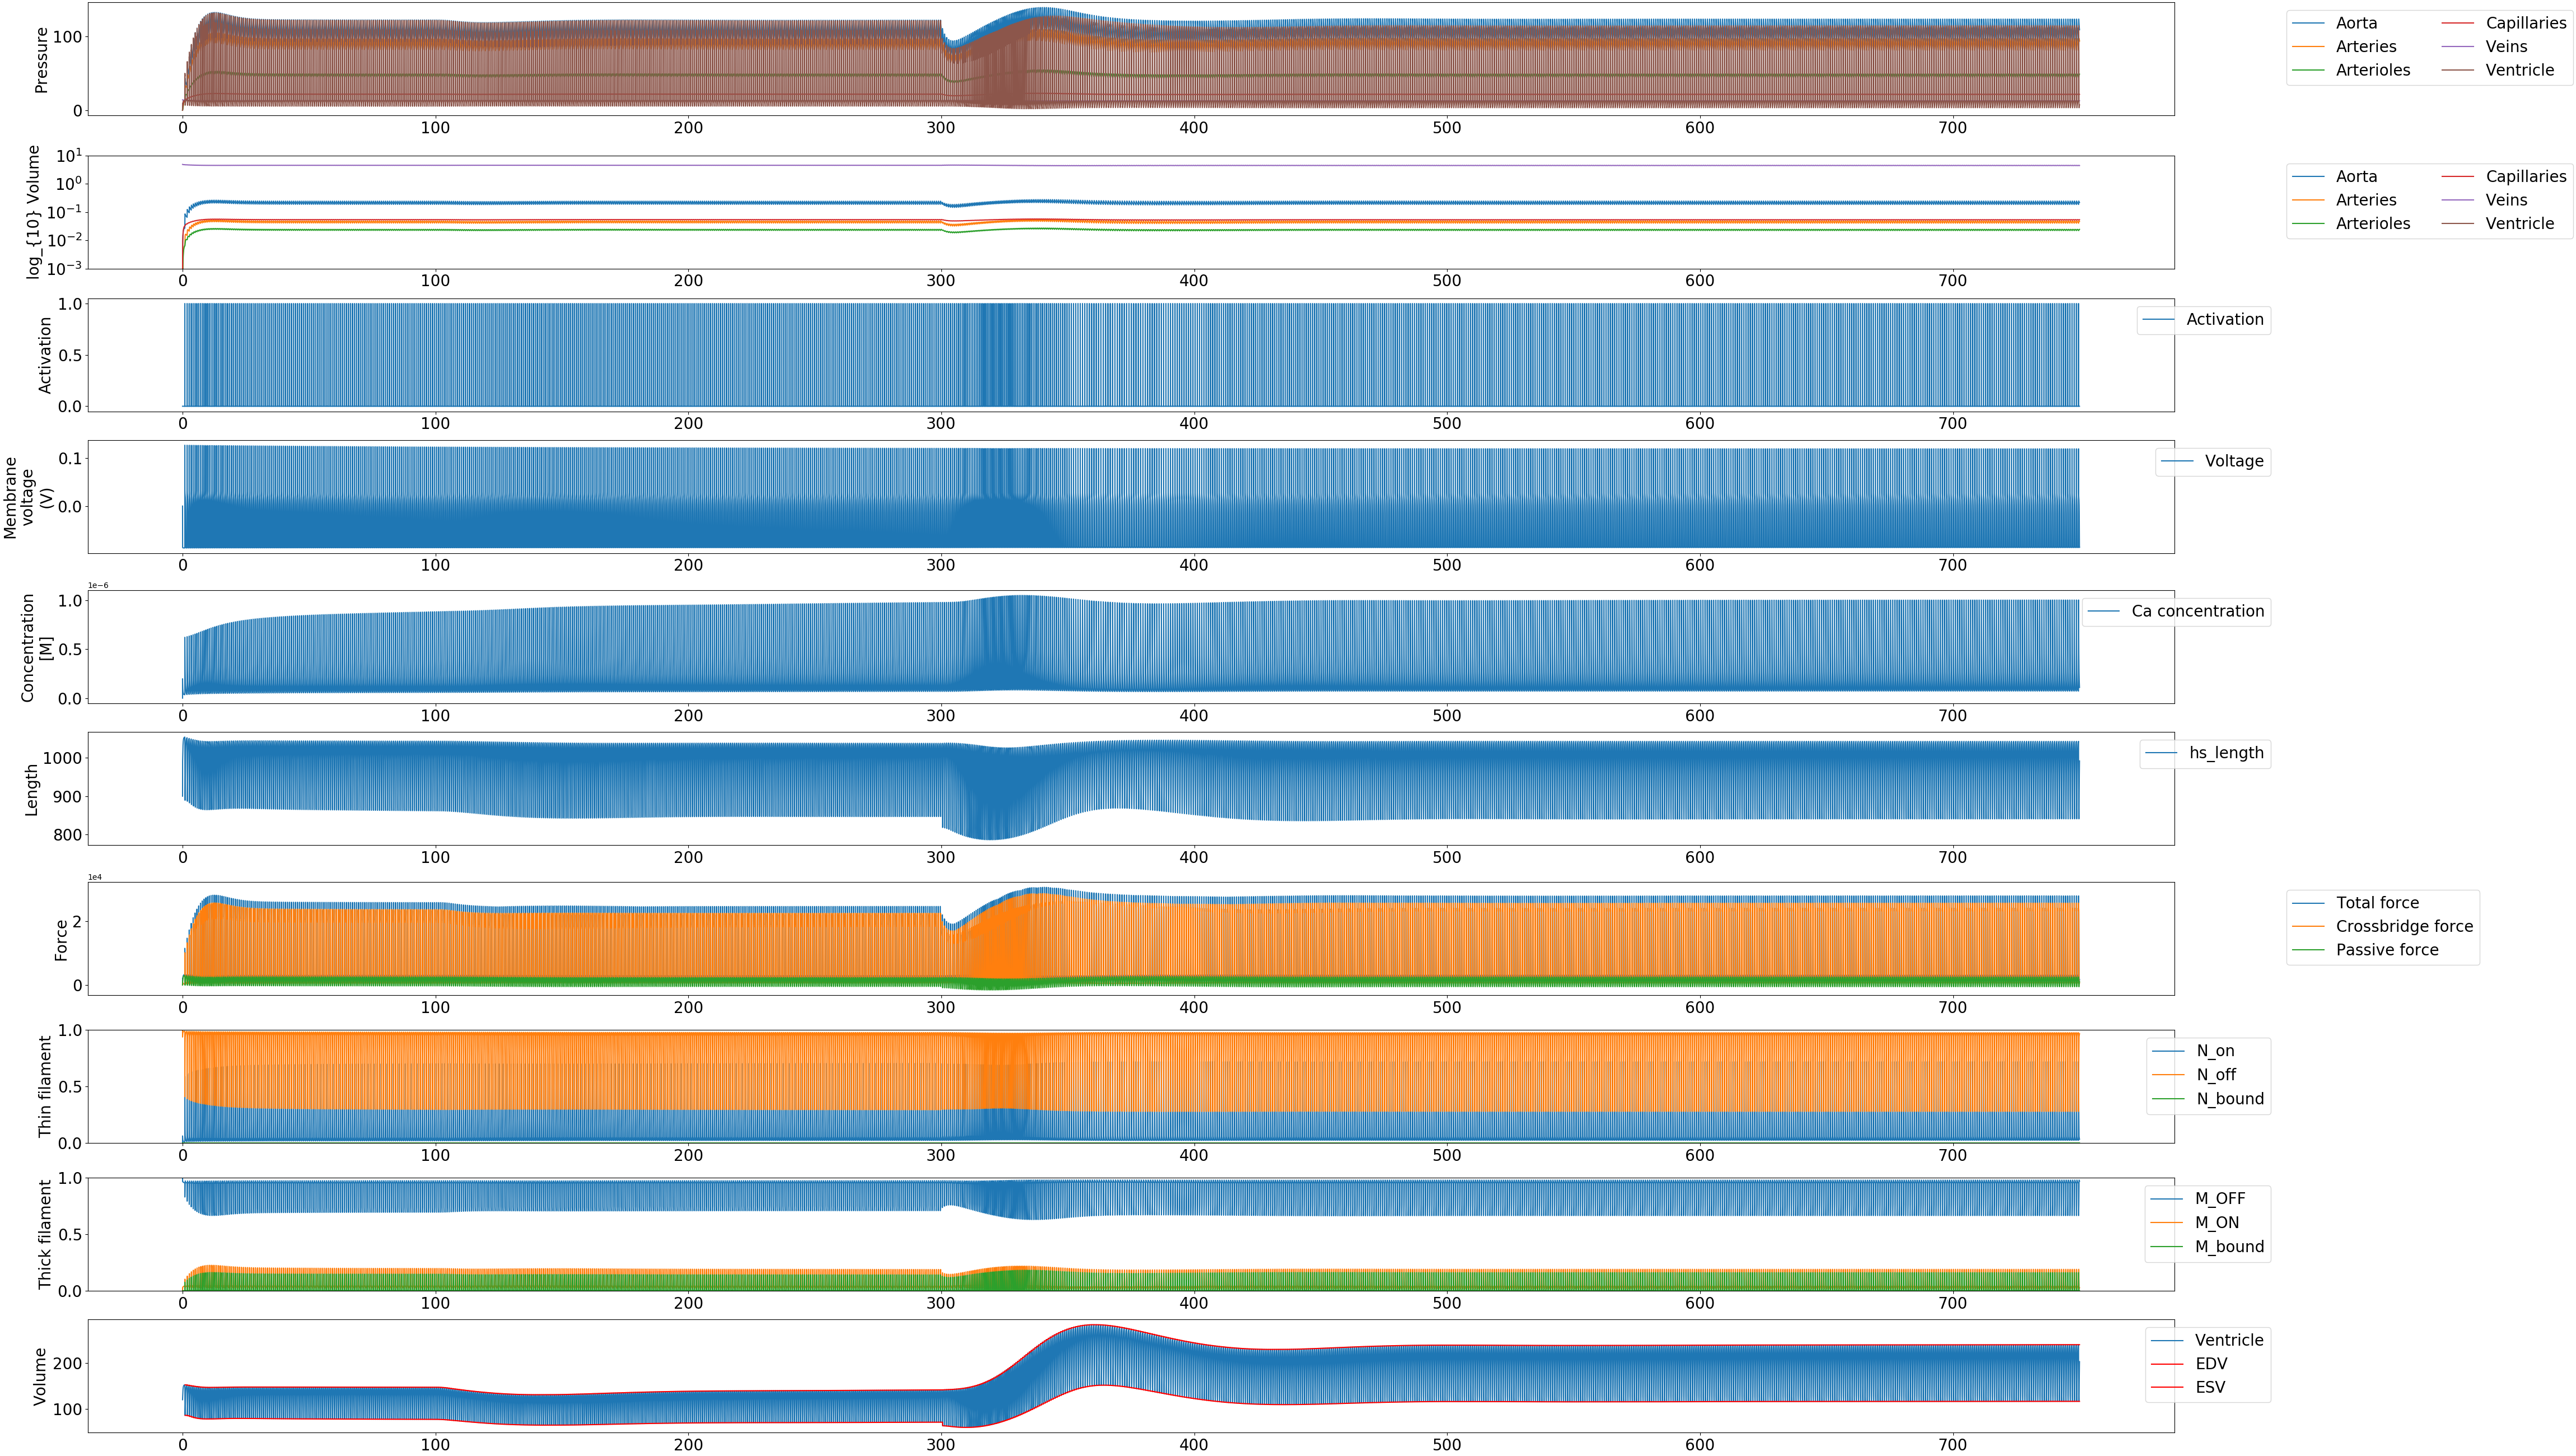 Pressure
100
0
0 100 200 300 400 500 600 700
Aorta Capillaries
Arteries Veins
Arterioles Ventricle
log_{10} Volume
10^1
10^0
10^−1
10^−2
10^−3
0 100 200 300 400 500 600 700
Aorta Capillaries
Arteries Veins
Arterioles Ventricle
Activation
1.0
0.5
0.0
0 100 200 300 400 500 600 700
Activation
Membrane
voltage
(V)
0.1
0.0
0 100 200 300 400 500 600 700
Voltage
Concentration
[M]
1e−6
1.0
0.5
0.0
0 100 200 300 400 500 600 700
Ca concentration
Length
1000
900
800
0 100 200 300 400 500 600 700
hs_length
Force
1e4
2
0
0 100 200 300 400 500 600 700
Total force
Crossbridge force
Passive force
Thin filament
1.0
0.5
0.0
0 100 200 300 400 500 600 700
N_on
N_off
N_bound
Thick filament
1.0
0.5
0.0
0 100 200 300 400 500 600 700
M_OFF
M_ON
M_bound
Volume
200
100
0 100 200 300 400 500 600 700
Ventricle
EDV
ESV